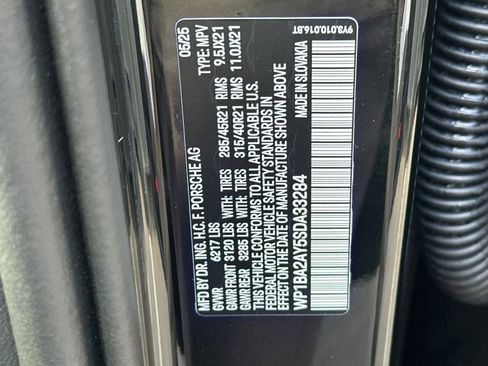 MFD BY DR. ING. H.C. F. PORSCHE AG 05/25
GVWR 6217 LBS TYPE: MPV
GAWR FRONT 3120 LBS WITH TIRES 285/45R21 RIMS 9.5JX21
GAWR REAR 3285 LBS WITH TIRES 315/40R21 RIMS 11.0JX21
THIS VEHICLE CONFORMS TO ALL APPLICABLE U.S.
FEDERAL MOTOR VEHICLE SAFETY STANDARDS IN
EFFECT ON THE DATE OF MANUFACTURE SHOWN ABOVE
WP1BA2AY5SDA33284 MADE IN SLOVAKIA
9Y3.010.016.BT